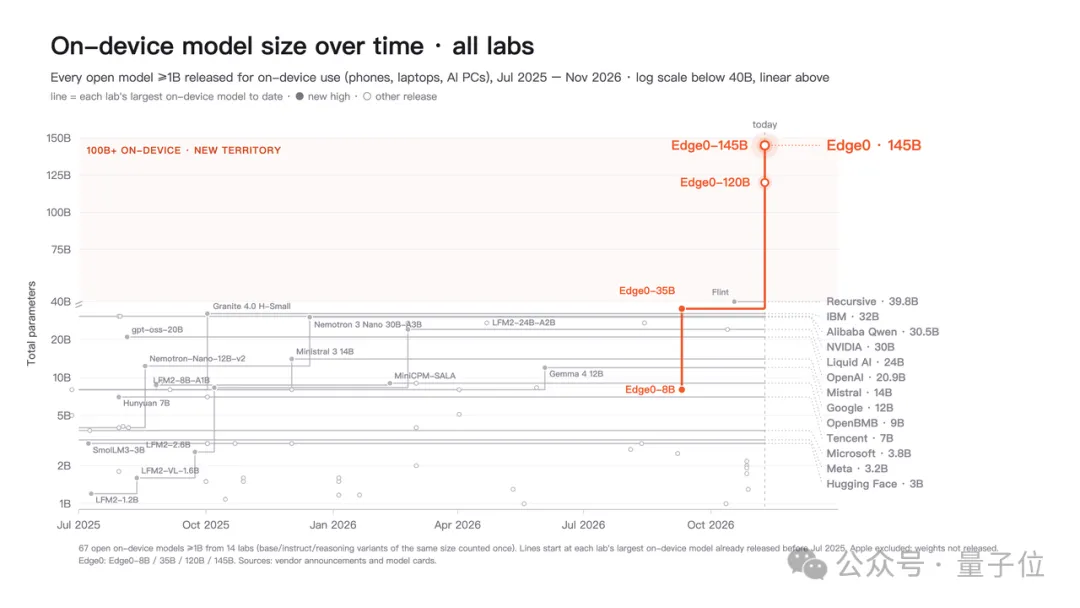 On-device model size over time · all labs
Every open model ≥1B released for on-device use (phones, laptops, AI PCs), Jul 2025 — Nov 2026 · log scale below 40B, linear above
line = each lab's largest on-device model to date · ● new high · ○ other release
today
150B
100B+ ON-DEVICE · NEW TERRITORY
Edge0-145B
Edge0 · 145B
125B
Edge0-120B
100B
75B
Total parameters
40B
Edge0-35B
Flint
Granite 4.0 H-Small
gpt-oss-20B
Nemotron 3 Nano 30B-A3B
LFM2-24B-A2B
20B
Nemotron-Nano-12B-v2
Ministral 3 14B
10B
LFM2-8B-A1B
MiniCPM-SALA
Gemma 4 12B
Edge0-8B
Hunyuan 7B
5B
SmolLM3-3B
LFM2-2.6B
2B
LFM2-VL-1.6B
LFM2-1.2B
1B
Recursive · 39.8B
IBM · 32B
Alibaba Qwen · 30.5B
NVIDIA · 30B
Liquid AI · 24B
OpenAI · 20.9B
Mistral · 14B
Google · 12B
OpenBMB · 9B
Tencent · 7B
Microsoft · 3.8B
Meta · 3.2B
Hugging Face · 3B
Jul 2025
Oct 2025
Jan 2026
Apr 2026
Jul 2026
Oct 2026
67 open on-device models ≥1B from 14 labs (base/instruct/reasoning variants of the same size counted once). Lines start at each lab's largest on-device model already released before Jul 2025. Apple excluded: weights not released.
Edge0: Edge0-8B / 35B / 120B / 145B. Sources: vendor announcements and model cards.
公众号 · 量子位